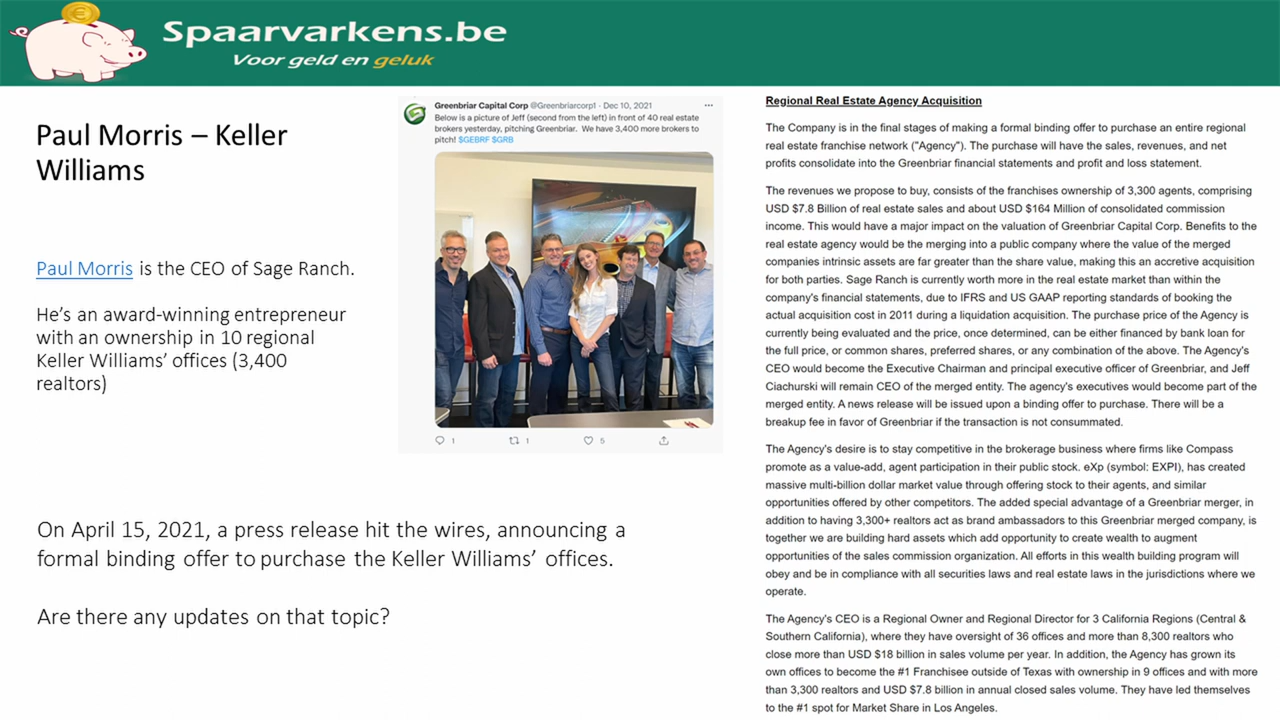 Spaarvarkens.be
Voor geld en geluk
Paul Morris – Keller
Williams
Paul Morris is the CEO of Sage Ranch.
He's an award-winning entrepreneur
with an ownership in 10 regional
Keller Williams' offices (3,400
realtors)
Greenbriar Capital Corp @Greenbriarcorp1 · Dec 10, 2021
Below is a picture of Jeff (second from the left) in front of 40 real estate
brokers yesterday, pitching Greenbriar. We have 3,400 more brokers to
pitch! $GEBRF $GRB
1 1 5
On April 15, 2021, a press release hit the wires, announcing a
formal binding offer to purchase the Keller Williams' offices.
Are there any updates on that topic?
Regional Real Estate Agency Acquisition
The Company is in the final stages of making a formal binding offer to purchase an entire regional
real estate franchise network ("Agency"). The purchase will have the sales, revenues, and net
profits consolidate into the Greenbriar financial statements and profit and loss statement.
The revenues we propose to buy, consists of the franchises ownership of 3,300 agents, comprising
USD $7.8 Billion of real estate sales and about USD $164 Million of consolidated commission
income. This would have a major impact on the valuation of Greenbriar Capital Corp. Benefits to the
real estate agency would be the merging into a public company where the value of the merged
companies intrinsic assets are far greater than the share value, making this an accretive acquisition
for both parties. Sage Ranch is currently worth more in the real estate market than within the
company's financial statements, due to IFRS and US GAAP reporting standards of booking the
actual acquisition cost in 2011 during a liquidation acquisition. The purchase price of the Agency is
currently being evaluated and the price, once determined, can be either financed by bank loan for
the full price, or common shares, preferred shares, or any combination of the above. The Agency's
CEO would become the Executive Chairman and principal executive officer of Greenbriar, and Jeff
Ciachurski will remain CEO of the merged entity. The agency's executives would become part of the
merged entity. A news release will be issued upon a binding offer to purchase. There will be a
breakup fee in favor of Greenbriar if the transaction is not consummated.
The Agency's desire is to stay competitive in the brokerage business where firms like Compass
promote as a value-add, agent participation in their public stock. eXp (symbol: EXPI), has created
massive multi-billion dollar market value through offering stock to their agents, and similar
opportunities offered by other competitors. The added special advantage of a Greenbriar merger, in
addition to having 3,300+ realtors act as brand ambassadors to this Greenbriar merged company, is
together we are building hard assets which add opportunity to create wealth to augment
opportunities of the sales commission organization. All efforts in this wealth building program will
obey and be in compliance with all securities laws and real estate laws in the jurisdictions where we
operate.
The Agency's CEO is a Regional Owner and Regional Director for 3 California Regions (Central &
Southern California), where they have oversight of 36 offices and more than 8,300 realtors who
close more than USD $18 billion in sales volume per year. In addition, the Agency has grown its
own offices to become the #1 Franchisee outside of Texas with ownership in 9 offices and with more
than 3,300 realtors and USD $7.8 billion in annual closed sales volume. They have led themselves
to the #1 spot for Market Share in Los Angeles.